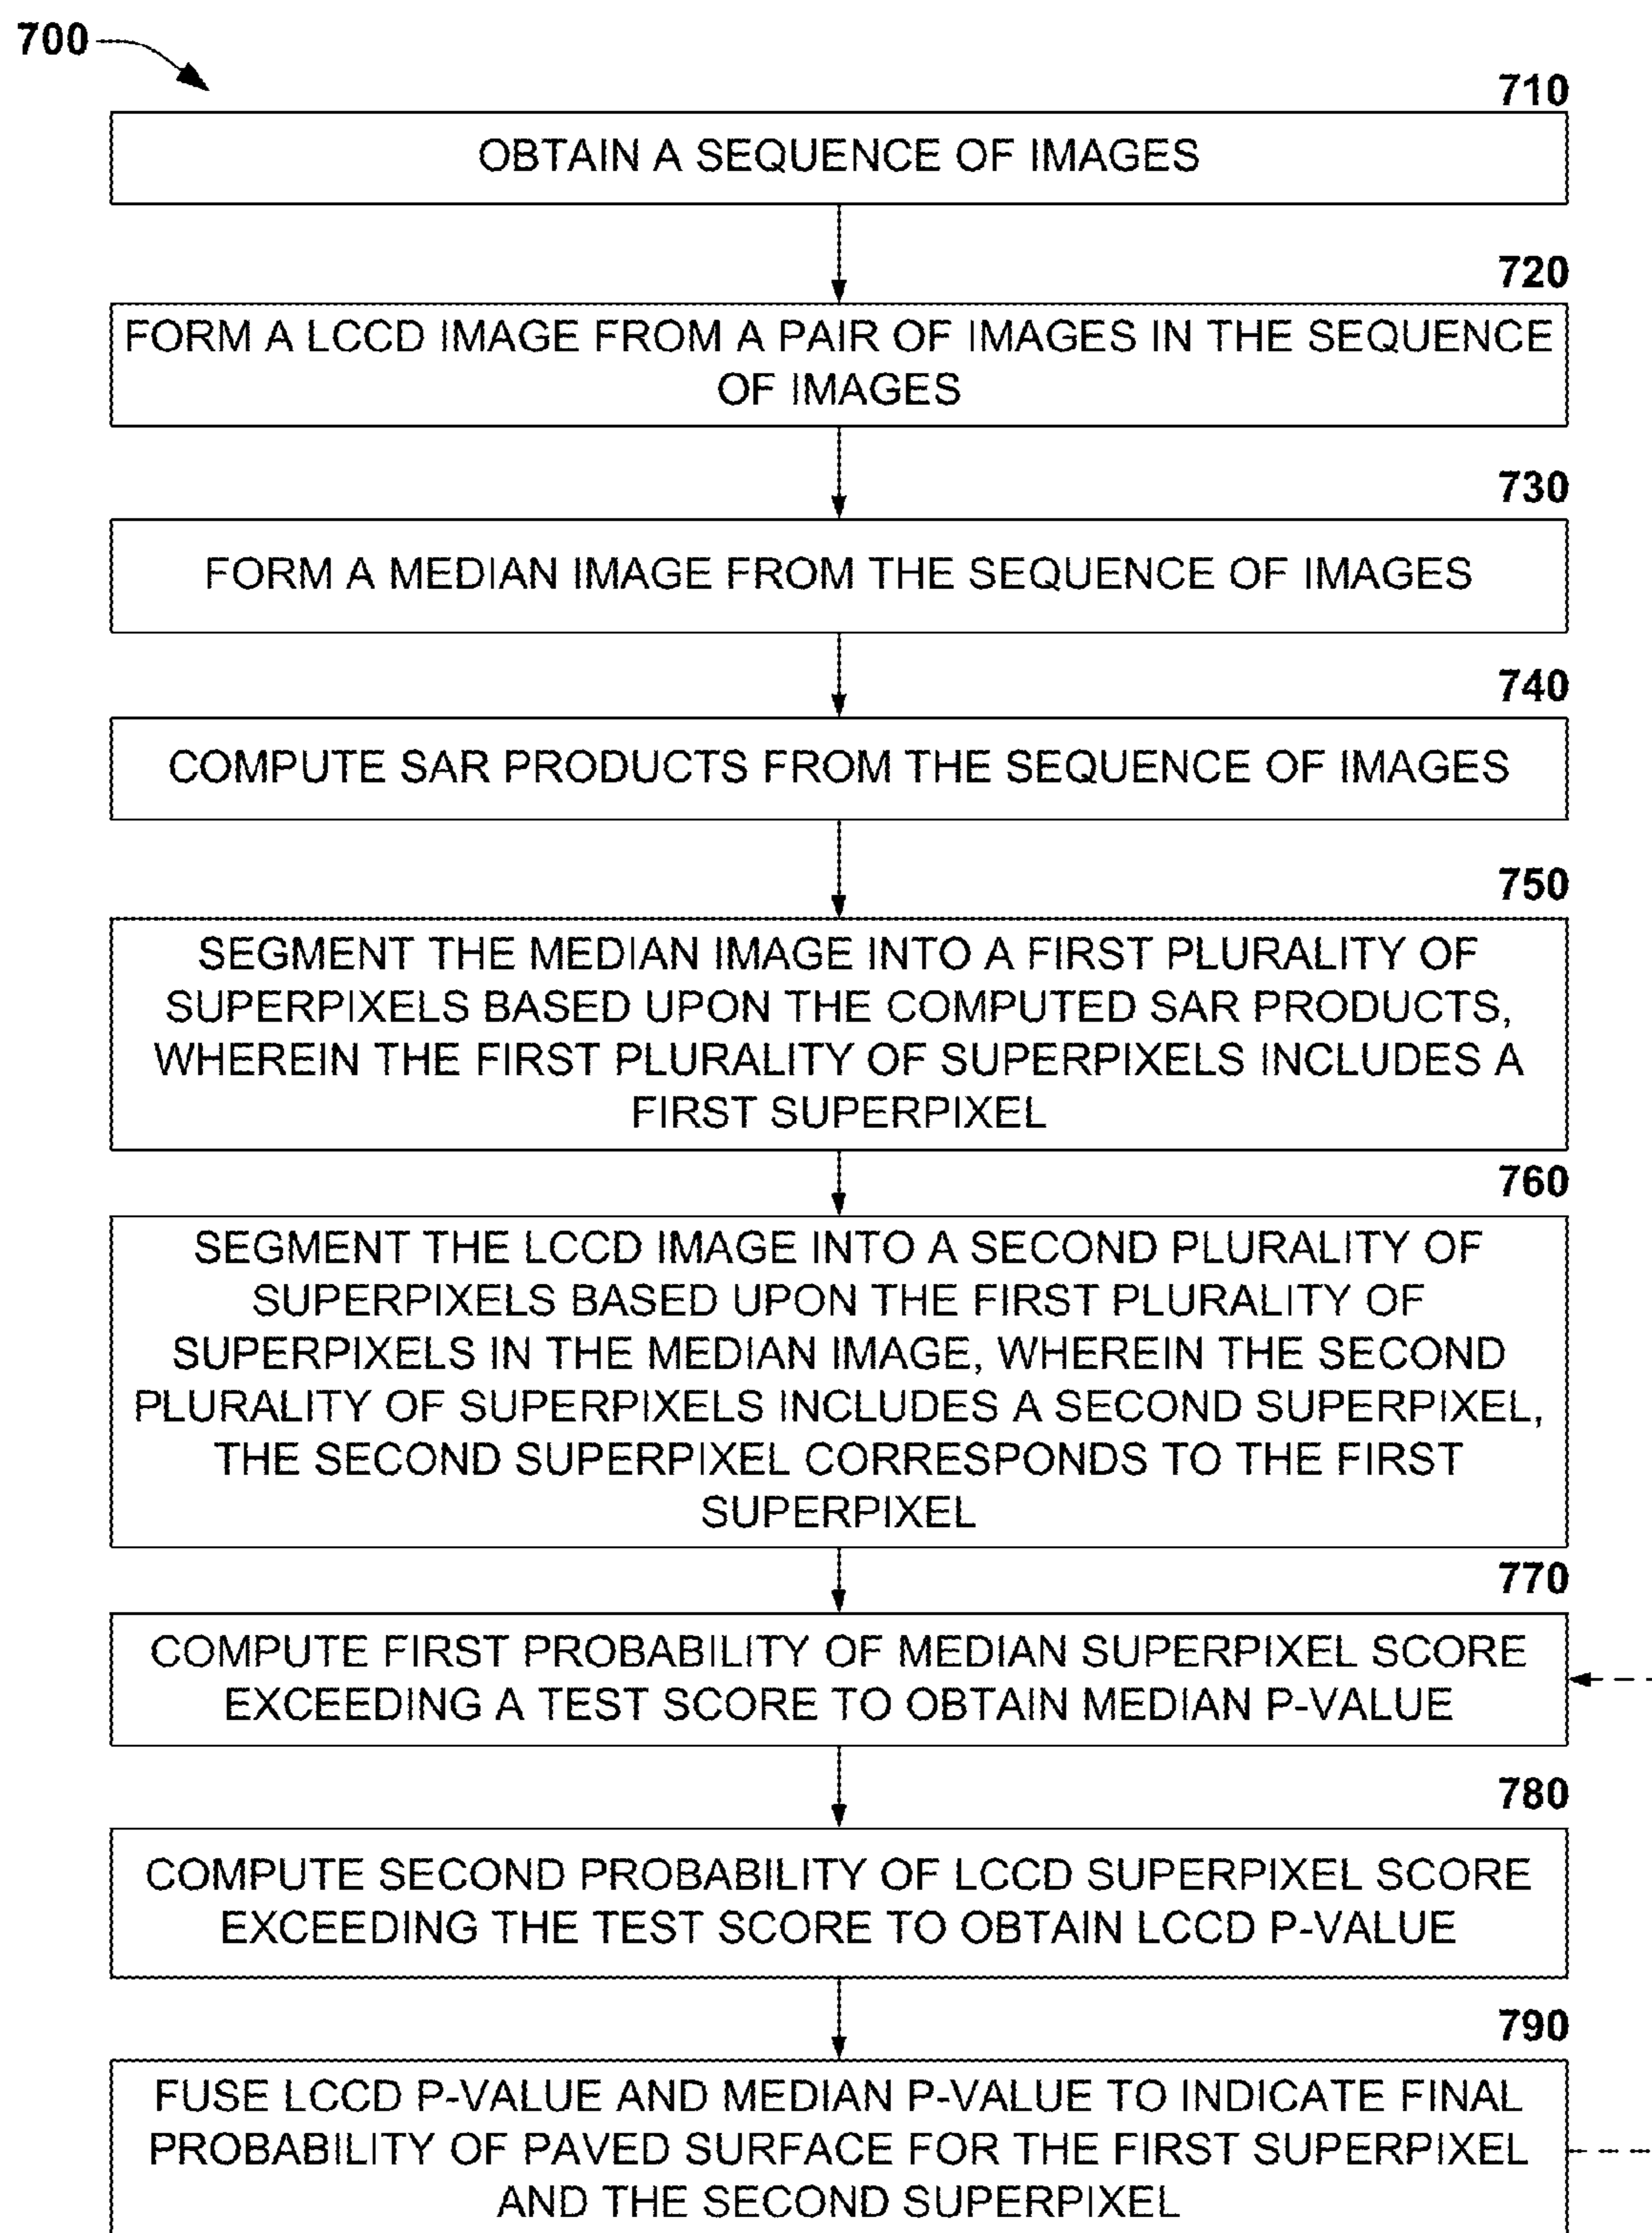 700
710
OBTAIN A SEQUENCE OF IMAGES
720
FORM A LCCD IMAGE FROM A PAIR OF IMAGES IN THE SEQUENCE
OF IMAGES
730
FORM A MEDIAN IMAGE FROM THE SEQUENCE OF IMAGES
740
COMPUTE SAR PRODUCTS FROM THE SEQUENCE OF IMAGES
750
SEGMENT THE MEDIAN IMAGE INTO A FIRST PLURALITY OF
SUPERPIXELS BASED UPON THE COMPUTED SAR PRODUCTS,
WHEREIN THE FIRST PLURALITY OF SUPERPIXELS INCLUDES A
FIRST SUPERPIXEL
760
SEGMENT THE LCCD IMAGE INTO A SECOND PLURALITY OF
SUPERPIXELS BASED UPON THE FIRST PLURALITY OF
SUPERPIXELS IN THE MEDIAN IMAGE, WHEREIN THE SECOND
PLURALITY OF SUPERPIXELS INCLUDES A SECOND SUPERPIXEL,
THE SECOND SUPERPIXEL CORRESPONDS TO THE FIRST
SUPERPIXEL
770
COMPUTE FIRST PROBABILITY OF MEDIAN SUPERPIXEL SCORE
EXCEEDING A TEST SCORE TO OBTAIN MEDIAN P-VALUE
780
COMPUTE SECOND PROBABILITY OF LCCD SUPERPIXEL SCORE
EXCEEDING THE TEST SCORE TO OBTAIN LCCD P-VALUE
790
FUSE LCCD P-VALUE AND MEDIAN P-VALUE TO INDICATE FINAL
PROBABILITY OF PAVED SURFACE FOR THE FIRST SUPERPIXEL
AND THE SECOND SUPERPIXEL